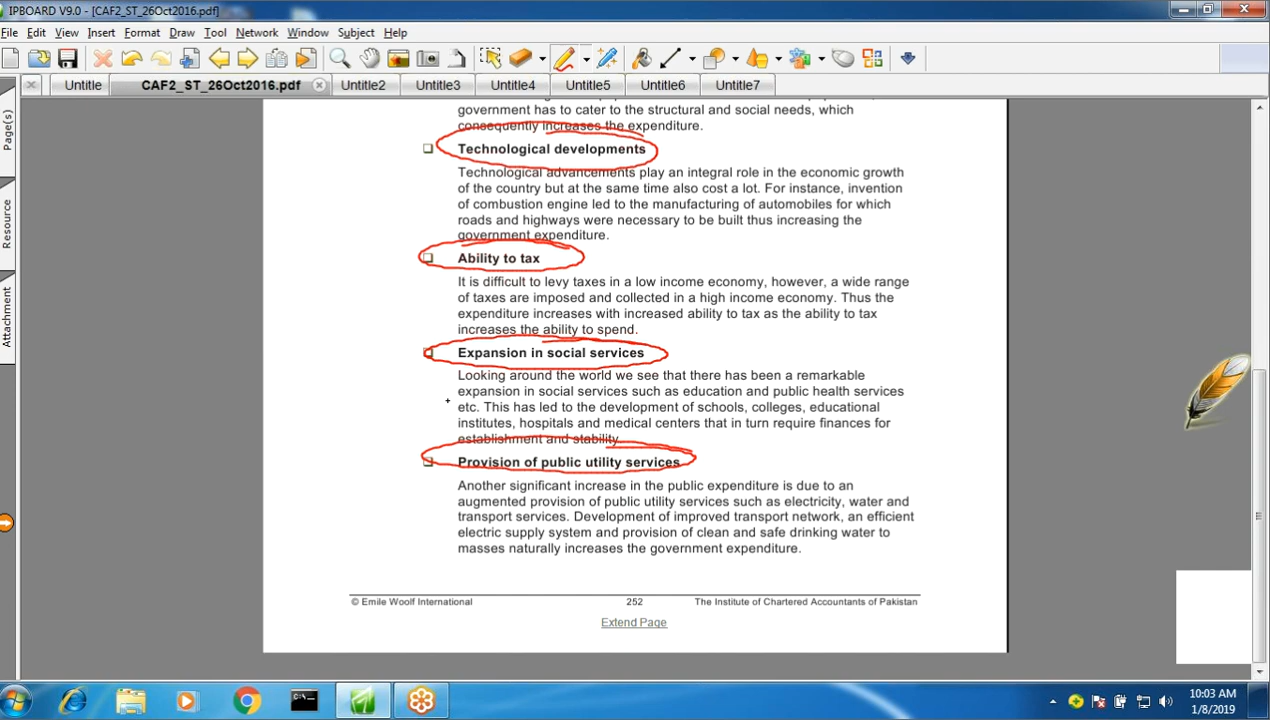 IPBOARD V9.0 - [CAF2_ST_26Oct2016.pdf]
File Edit View Insert Format Draw Tool Network Window Subject Help
Untitle CAF2_ST_26Oct2016.pdf Untitle2 Untitle3 Untitle4 Untitle5 Untitle6 Untitle7
Page(s)
Resource
Attachment
government has to cater to the structural and social needs, which
consequently increases the expenditure.
Technological developments
Technological advancements play an integral role in the economic growth
of the country but at the same time also cost a lot. For instance, invention
of combustion engine led to the manufacturing of automobiles for which
roads and highways were necessary to be built thus increasing the
government expenditure.
Ability to tax
It is difficult to levy taxes in a low income economy, however, a wide range
of taxes are imposed and collected in a high income economy. Thus the
expenditure increases with increased ability to tax as the ability to tax
increases the ability to spend.
Expansion in social services
Looking around the world we see that there has been a remarkable
expansion in social services such as education and public health services
etc. This has led to the development of schools, colleges, educational
institutes, hospitals and medical centers that in turn require finances for
establishment and stability.
Provision of public utility services
Another significant increase in the public expenditure is due to an
augmented provision of public utility services such as electricity, water and
transport services. Development of improved transport network, an efficient
electric supply system and provision of clean and safe drinking water to
masses naturally increases the government expenditure.
© Emile Woolf International 252 The Institute of Chartered Accountants of Pakistan
Extend Page
10:03 AM
1/8/2019